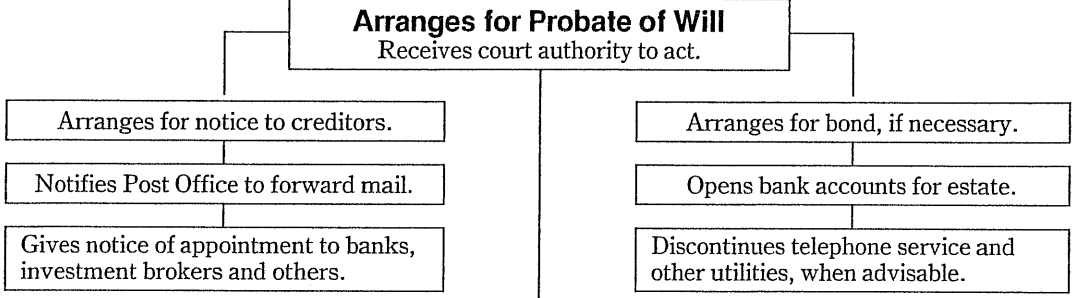 Arranges for Probate of Will
Receives court authority to act.
Arranges for notice to creditors.
Notifies Post Office to forward mail.
Gives notice of appointment to banks,
investment brokers and others.
Arranges for bond, if necessary.
Opens bank accounts for estate.
Discontinues telephone service and
other utilities, when advisable.